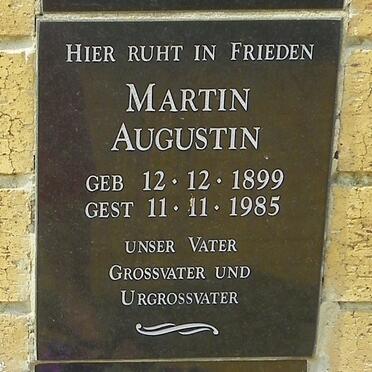 HIER RUHT IN FRIEDEN
MARTIN
AUGUSTIN
GEB 12 · 12 · 1899
GEST 11 · 11 · 1985
UNSER VATER
GROSSVATER UND
URGROSSVATER